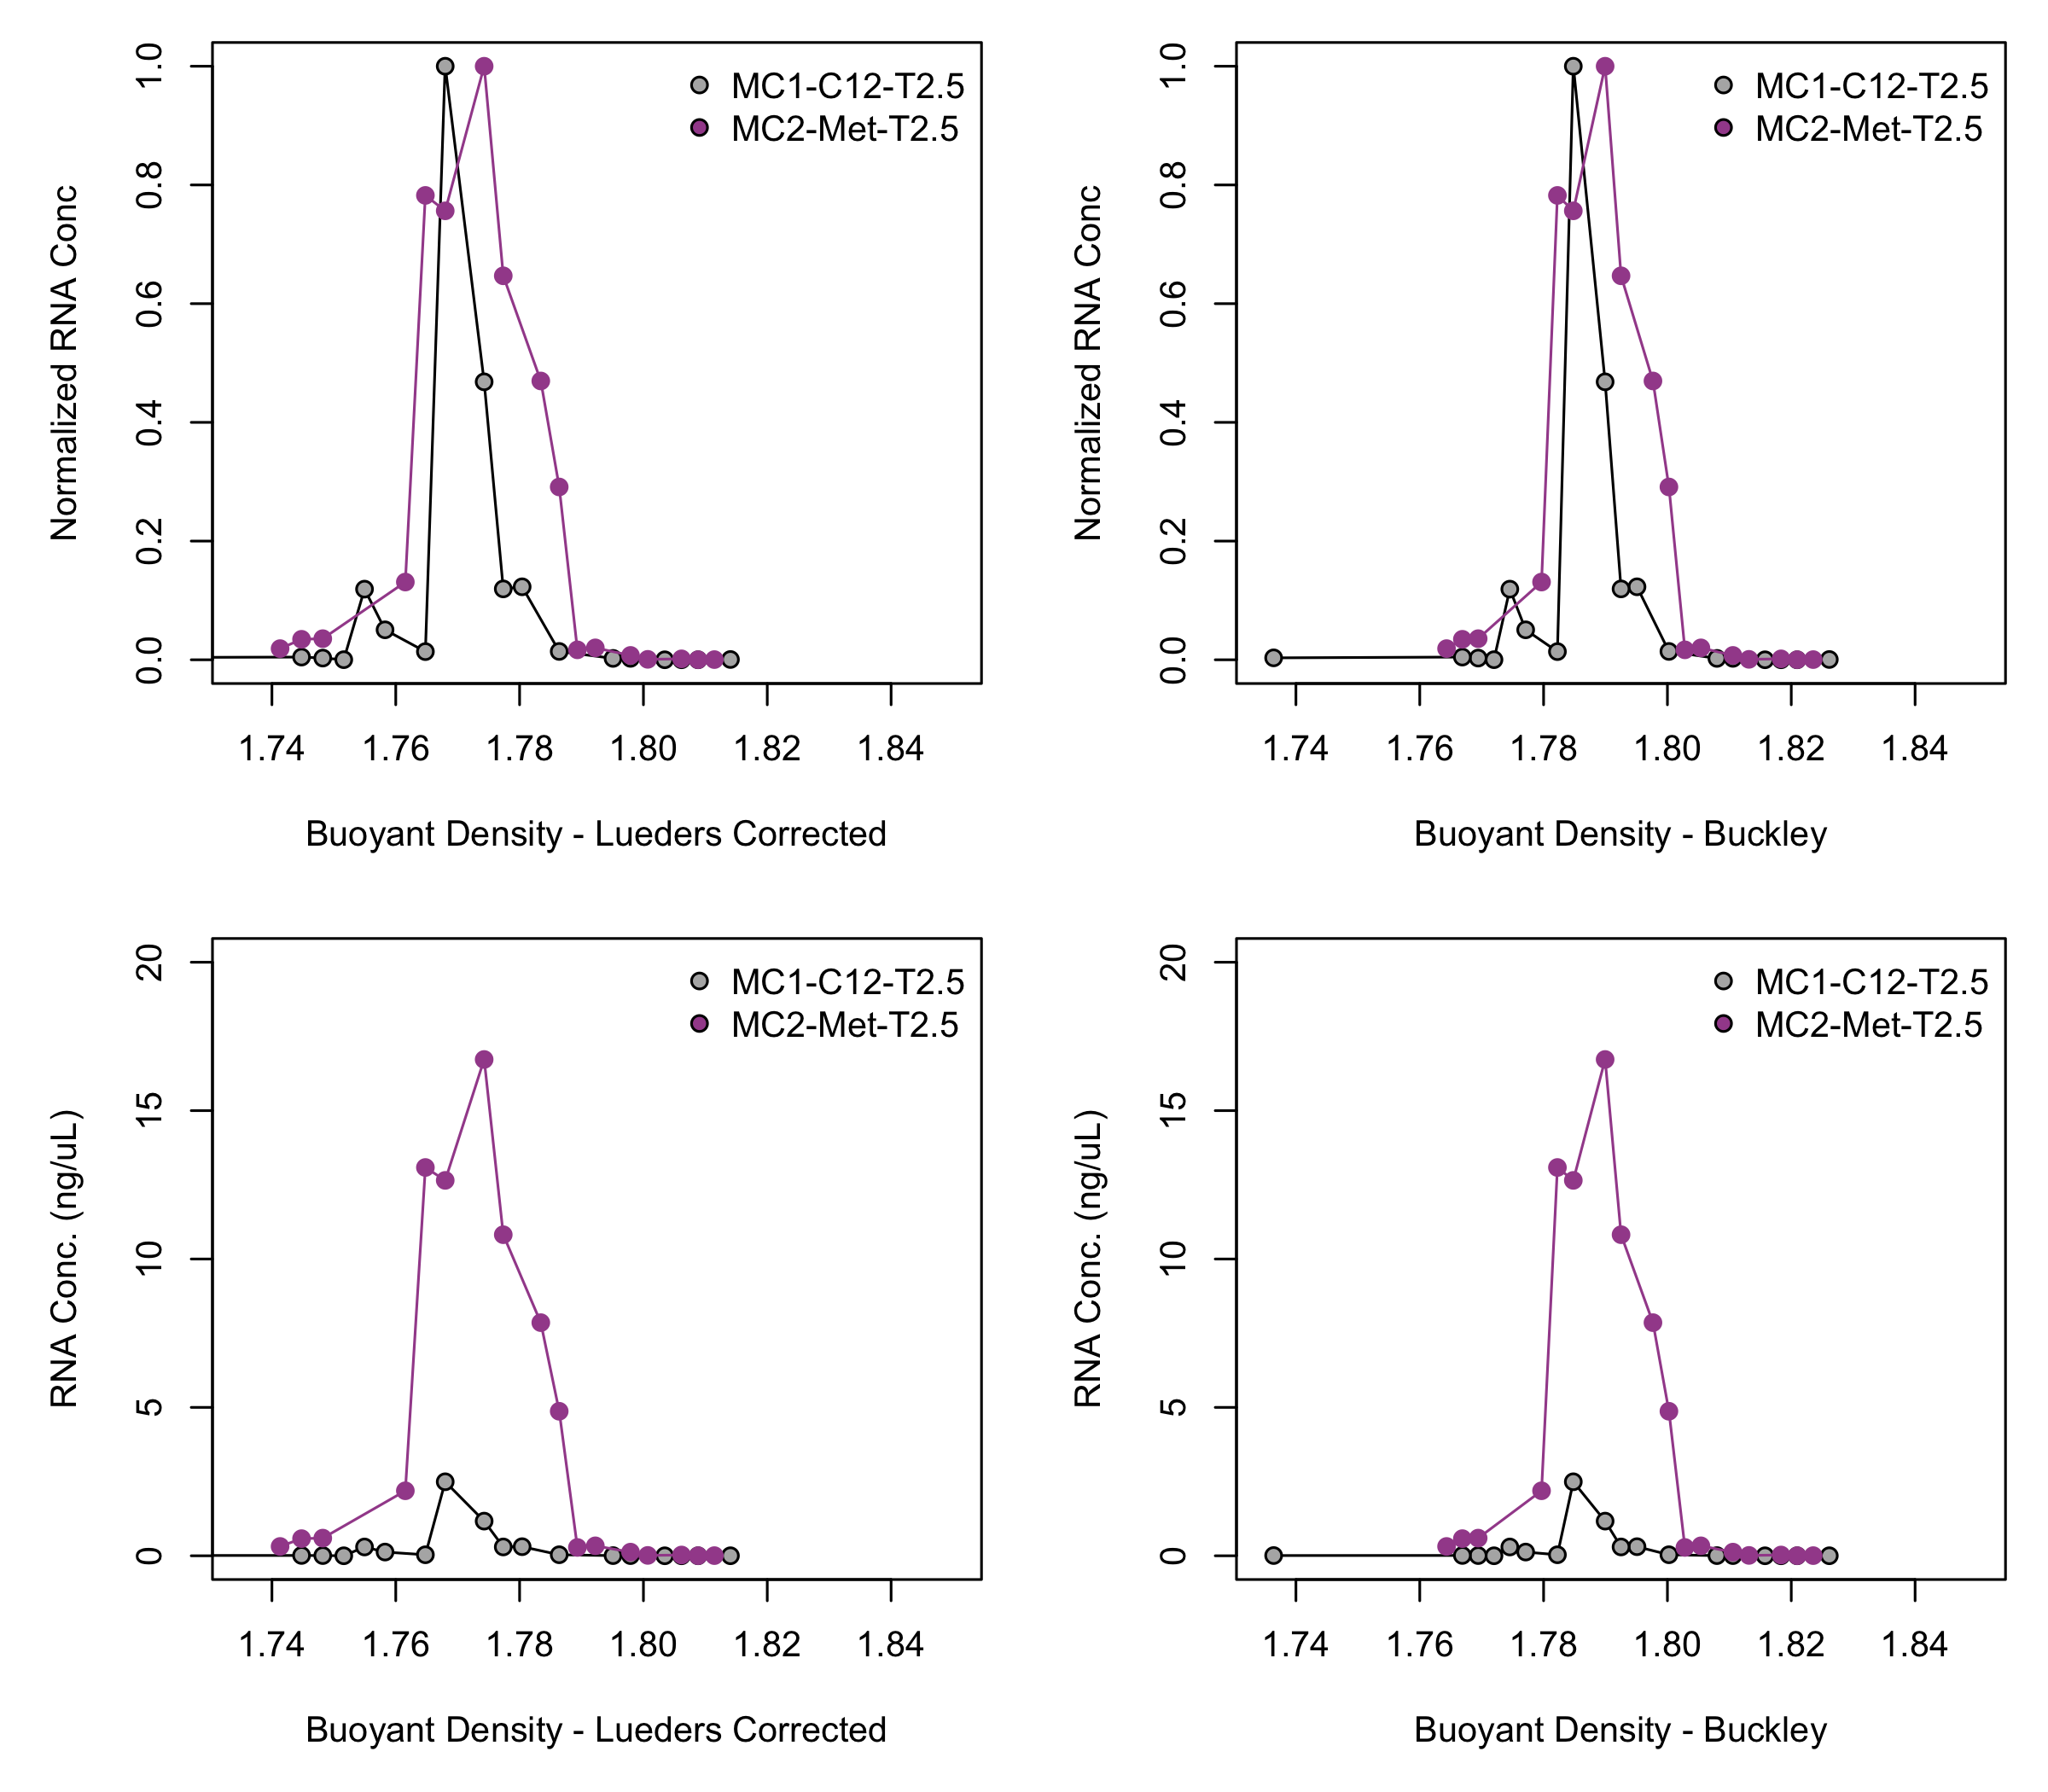 Normalized RNA Conc
0.0 0.2 0.4 0.6 0.8 1.0
MC1-C12-T2.5
MC2-Met-T2.5
1.74 1.76 1.78 1.80 1.82 1.84
Buoyant Density - Lueders Corrected
Normalized RNA Conc
0.0 0.2 0.4 0.6 0.8 1.0
MC1-C12-T2.5
MC2-Met-T2.5
1.74 1.76 1.78 1.80 1.82 1.84
Buoyant Density - Buckley
RNA Conc. (ng/uL)
0 5 10 15 20
MC1-C12-T2.5
MC2-Met-T2.5
1.74 1.76 1.78 1.80 1.82 1.84
Buoyant Density - Lueders Corrected
RNA Conc. (ng/uL)
0 5 10 15 20
MC1-C12-T2.5
MC2-Met-T2.5
1.74 1.76 1.78 1.80 1.82 1.84
Buoyant Density - Buckley